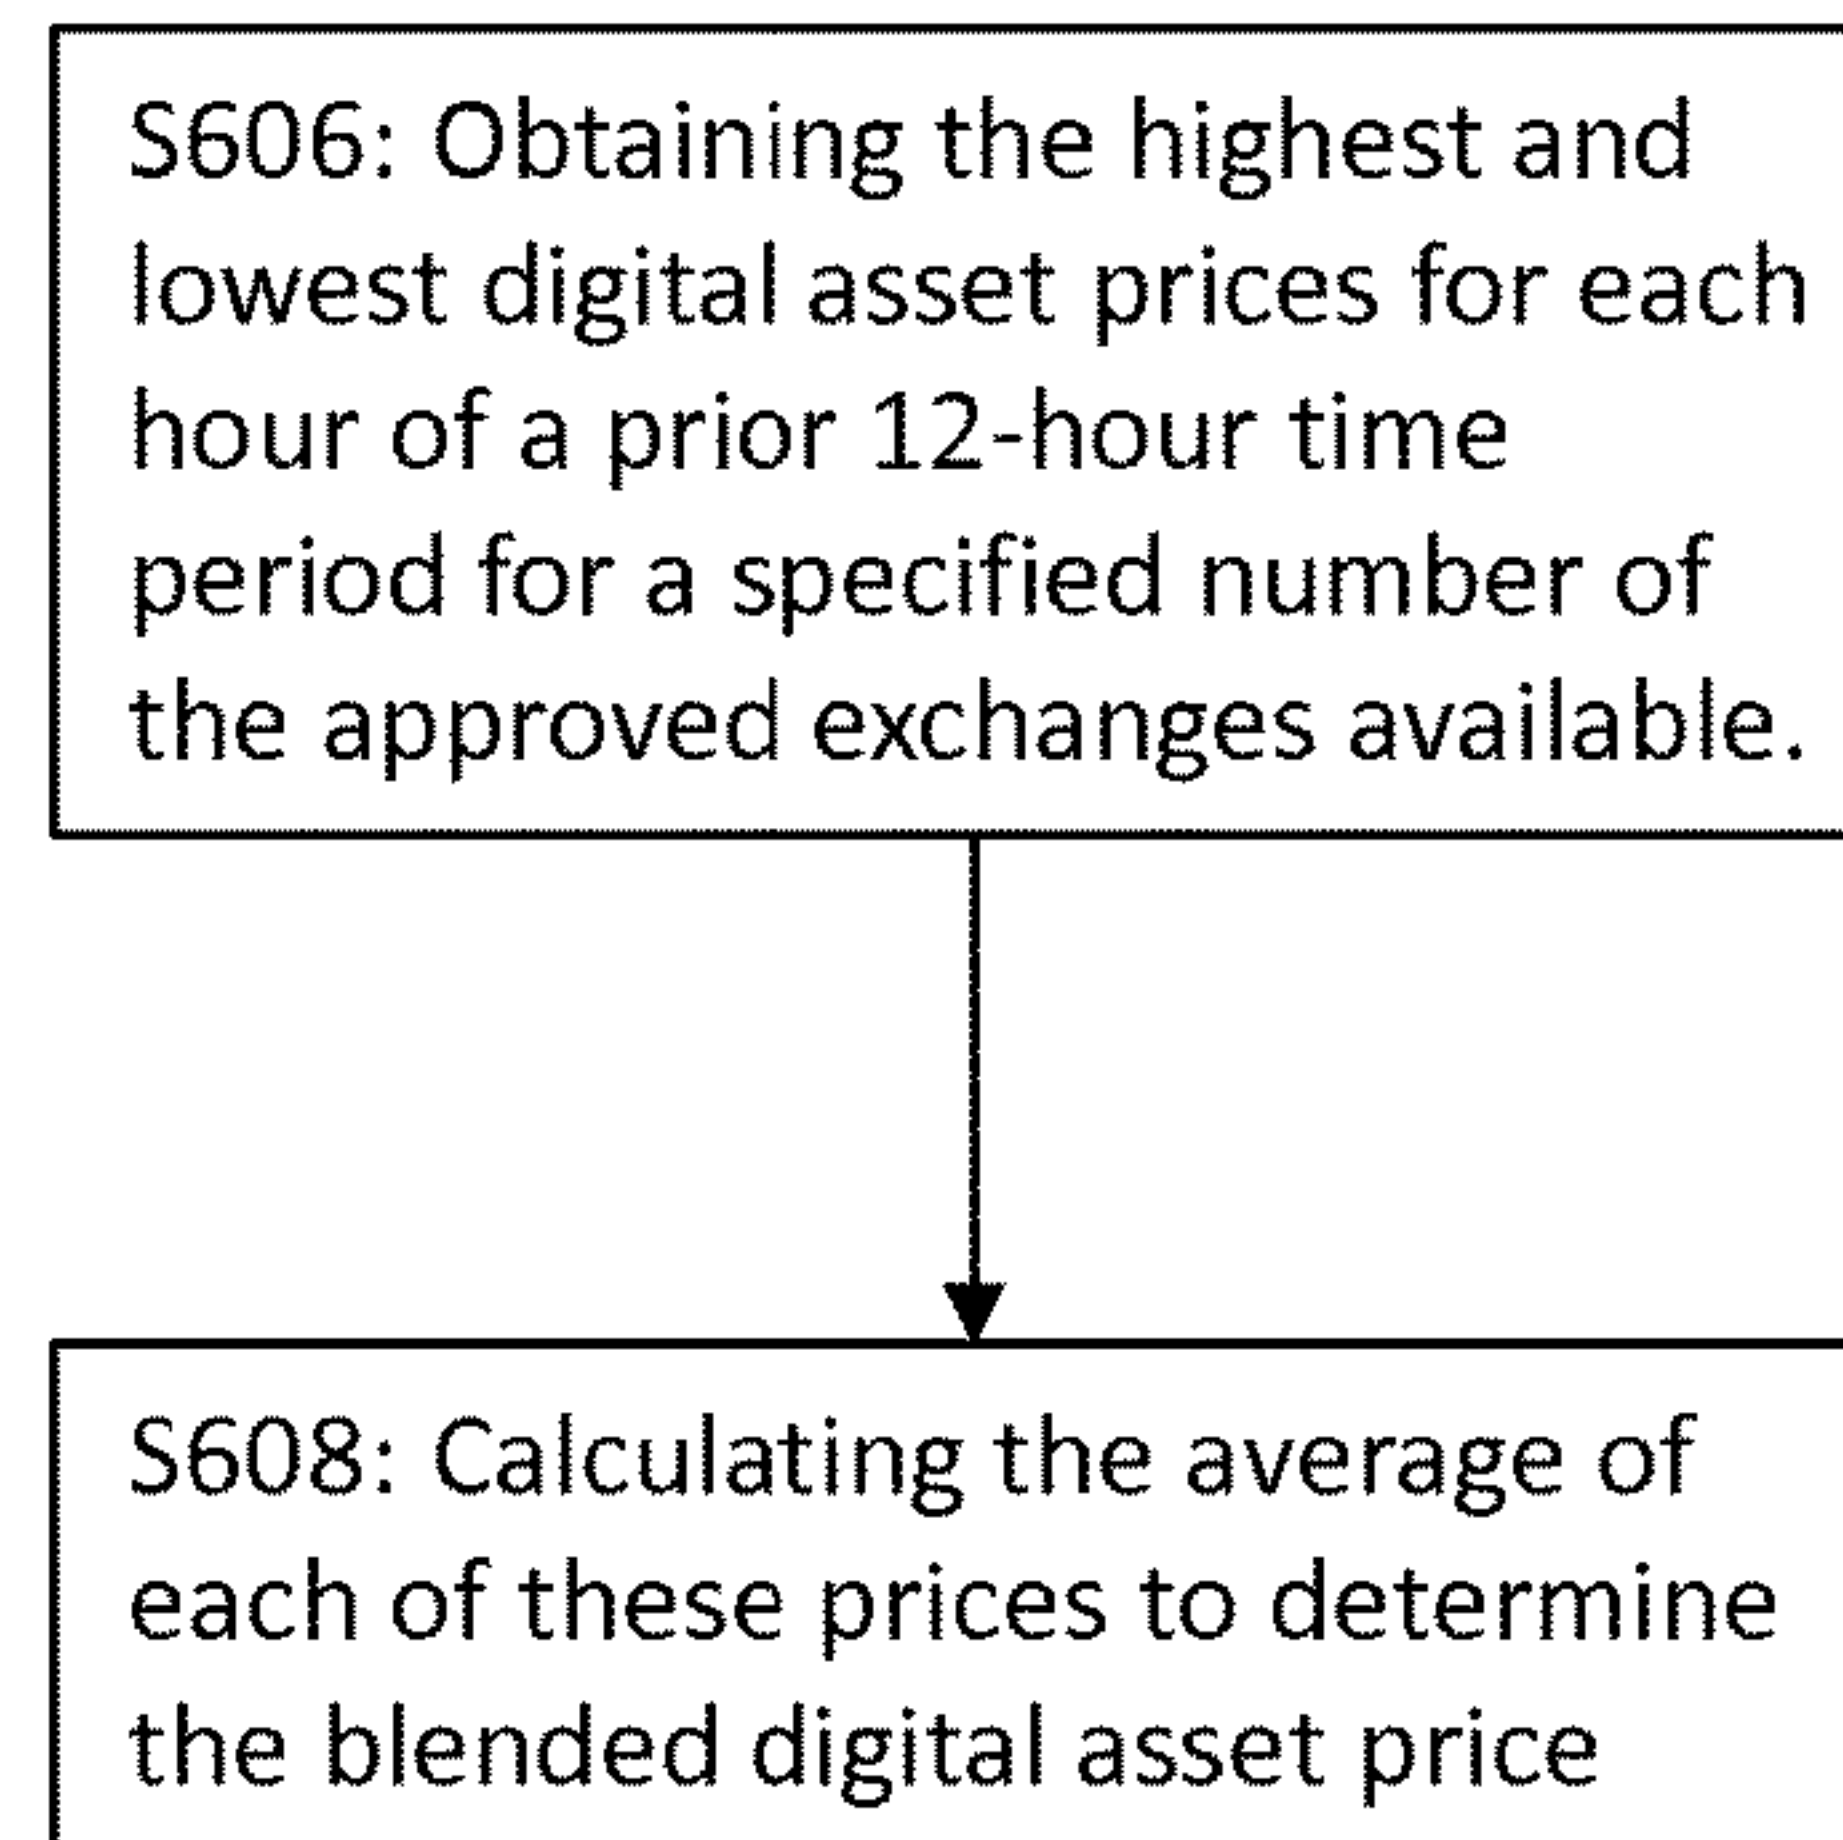 S606: Obtaining the highest and
lowest digital asset prices for each
hour of a prior 12-hour time
period for a specified number of
the approved exchanges available.
S608: Calculating the average of
each of these prices to determine
the blended digital asset price